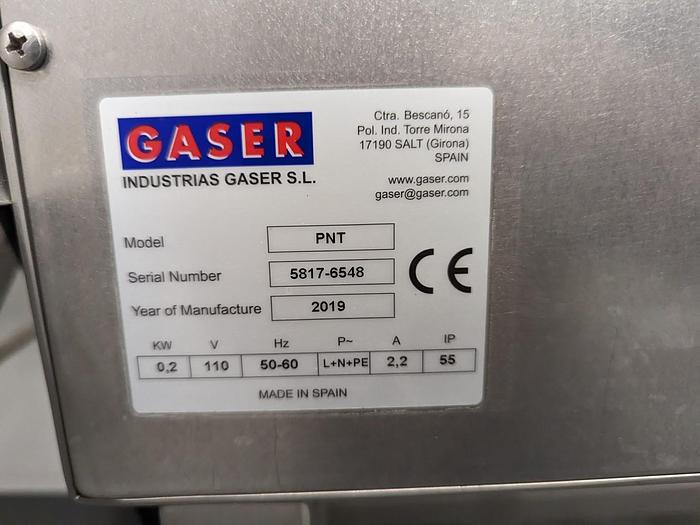 GASER
INDUSTRIAS GASER S.L.
Ctra. Bescanó, 15
Pol. Ind. Torre Mirona
17190 SALT (Girona)
SPAIN
www.gaser.com
gaser@gaser.com
Model PNT
Serial Number 5817-6548
Year of Manufacture 2019
CE
KW V Hz P~ A IP
0,2 110 50-60 L+N+PE 2,2 55
MADE IN SPAIN